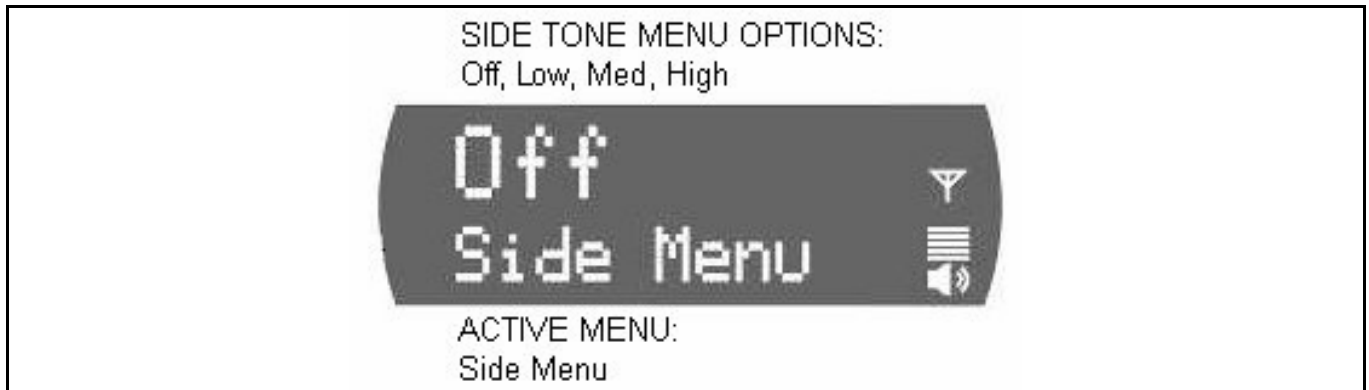 SIDE TONE MENU OPTIONS:
Off, Low, Med, High
Off
Side Menu
ACTIVE MENU:
Side Menu